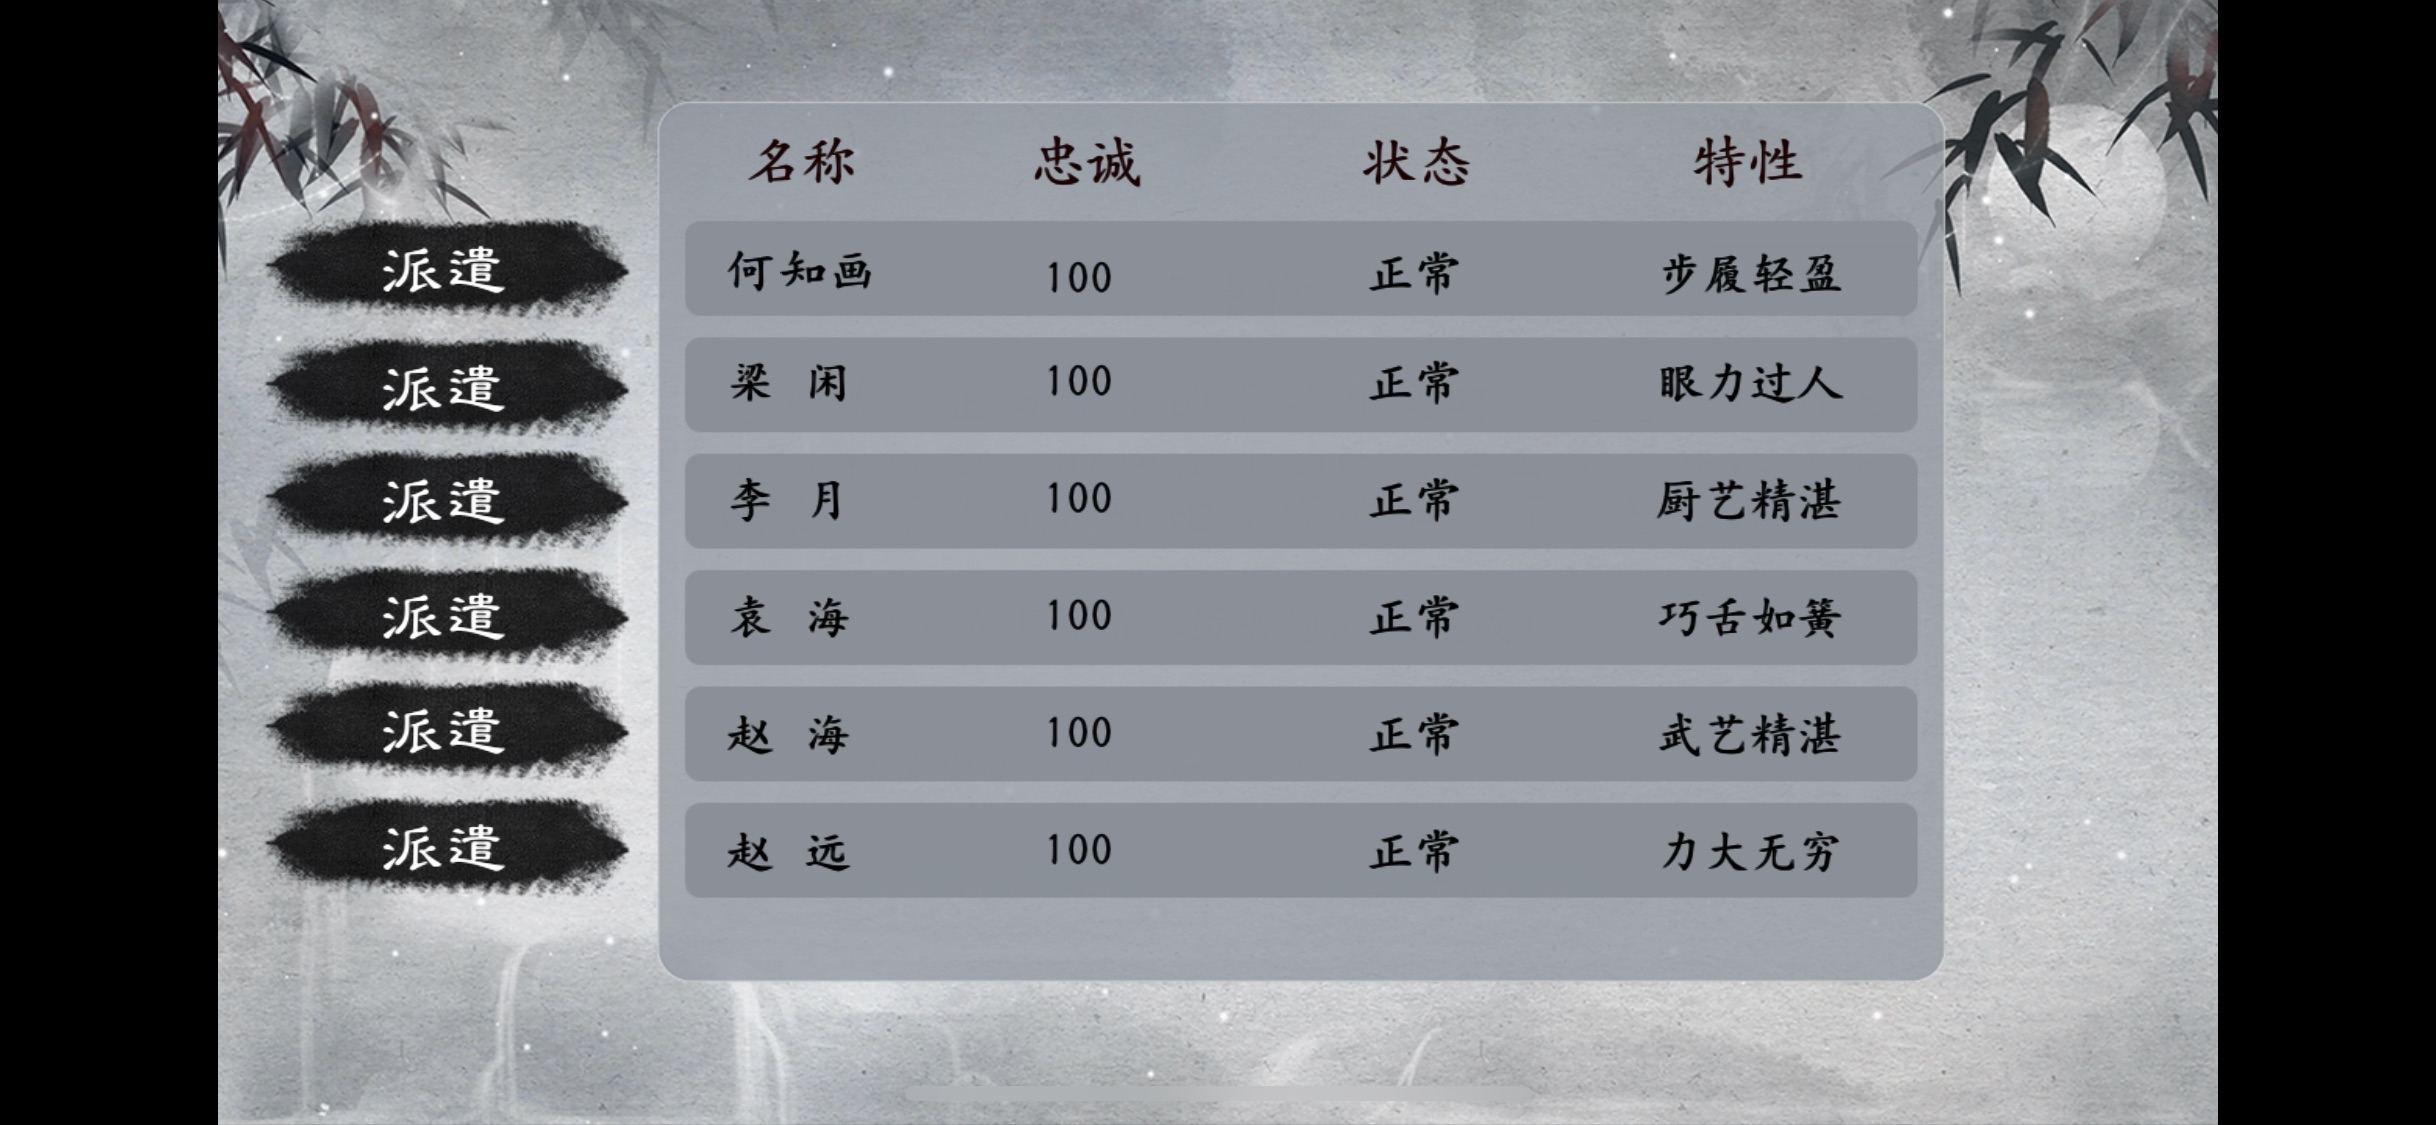 名称 忠诚 状态 特性
派遣 何知画 100 正常 步履轻盈
派遣 梁 闲 100 正常 眼力过人
派遣 李 月 100 正常 厨艺精湛
派遣 袁 海 100 正常 巧舌如簧
派遣 赵 海 100 正常 武艺精湛
派遣 赵 远 100 正常 力大无穷